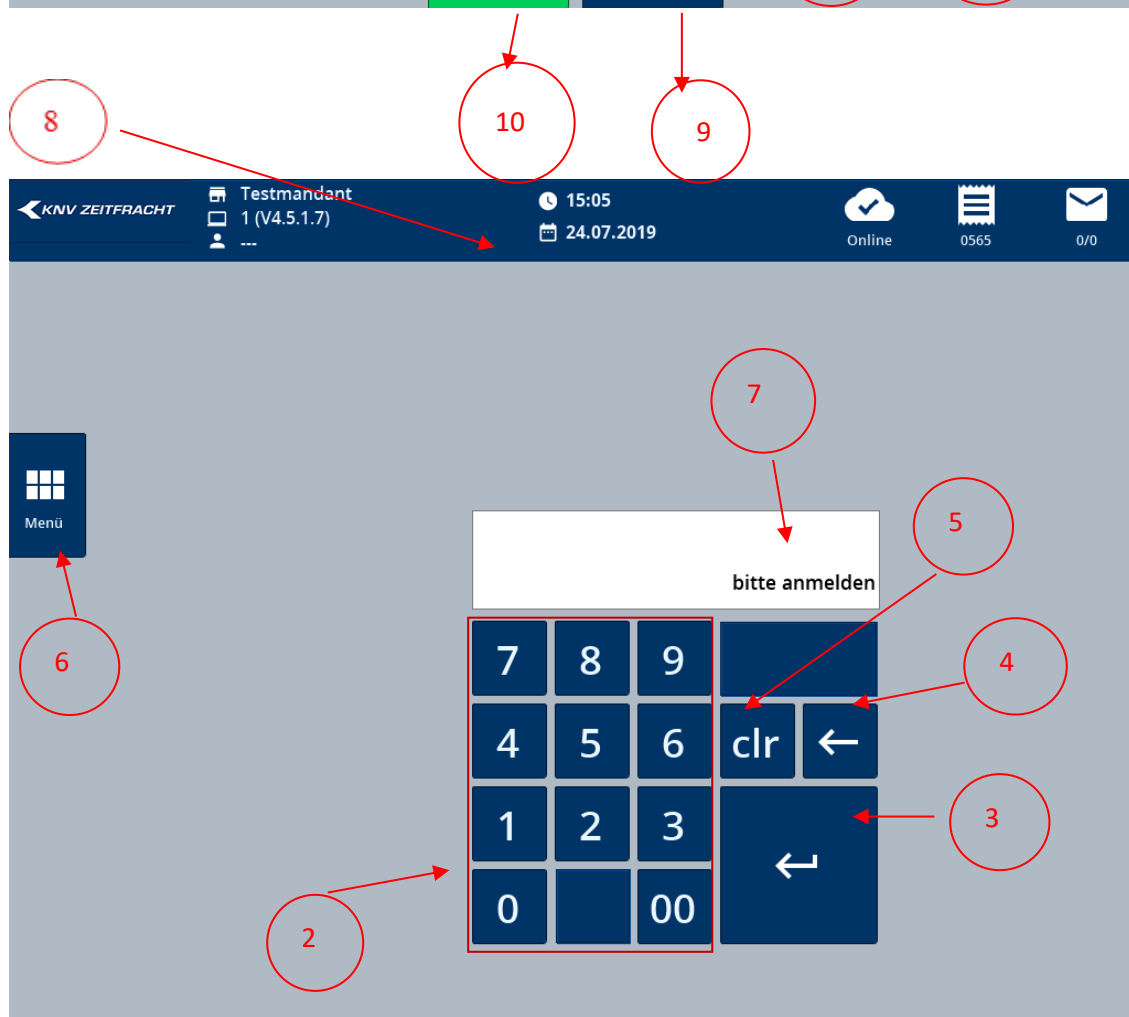 10
9
8
KNV ZEITFRACHT
Testmandant
1 (V4.5.1.7)
---
15:05
24.07.2019
Online
0565
0/0
7
Menü
5
bitte anmelden
6
4
7 8 9
4 5 6 clr
1 2 3
3
0 00
2